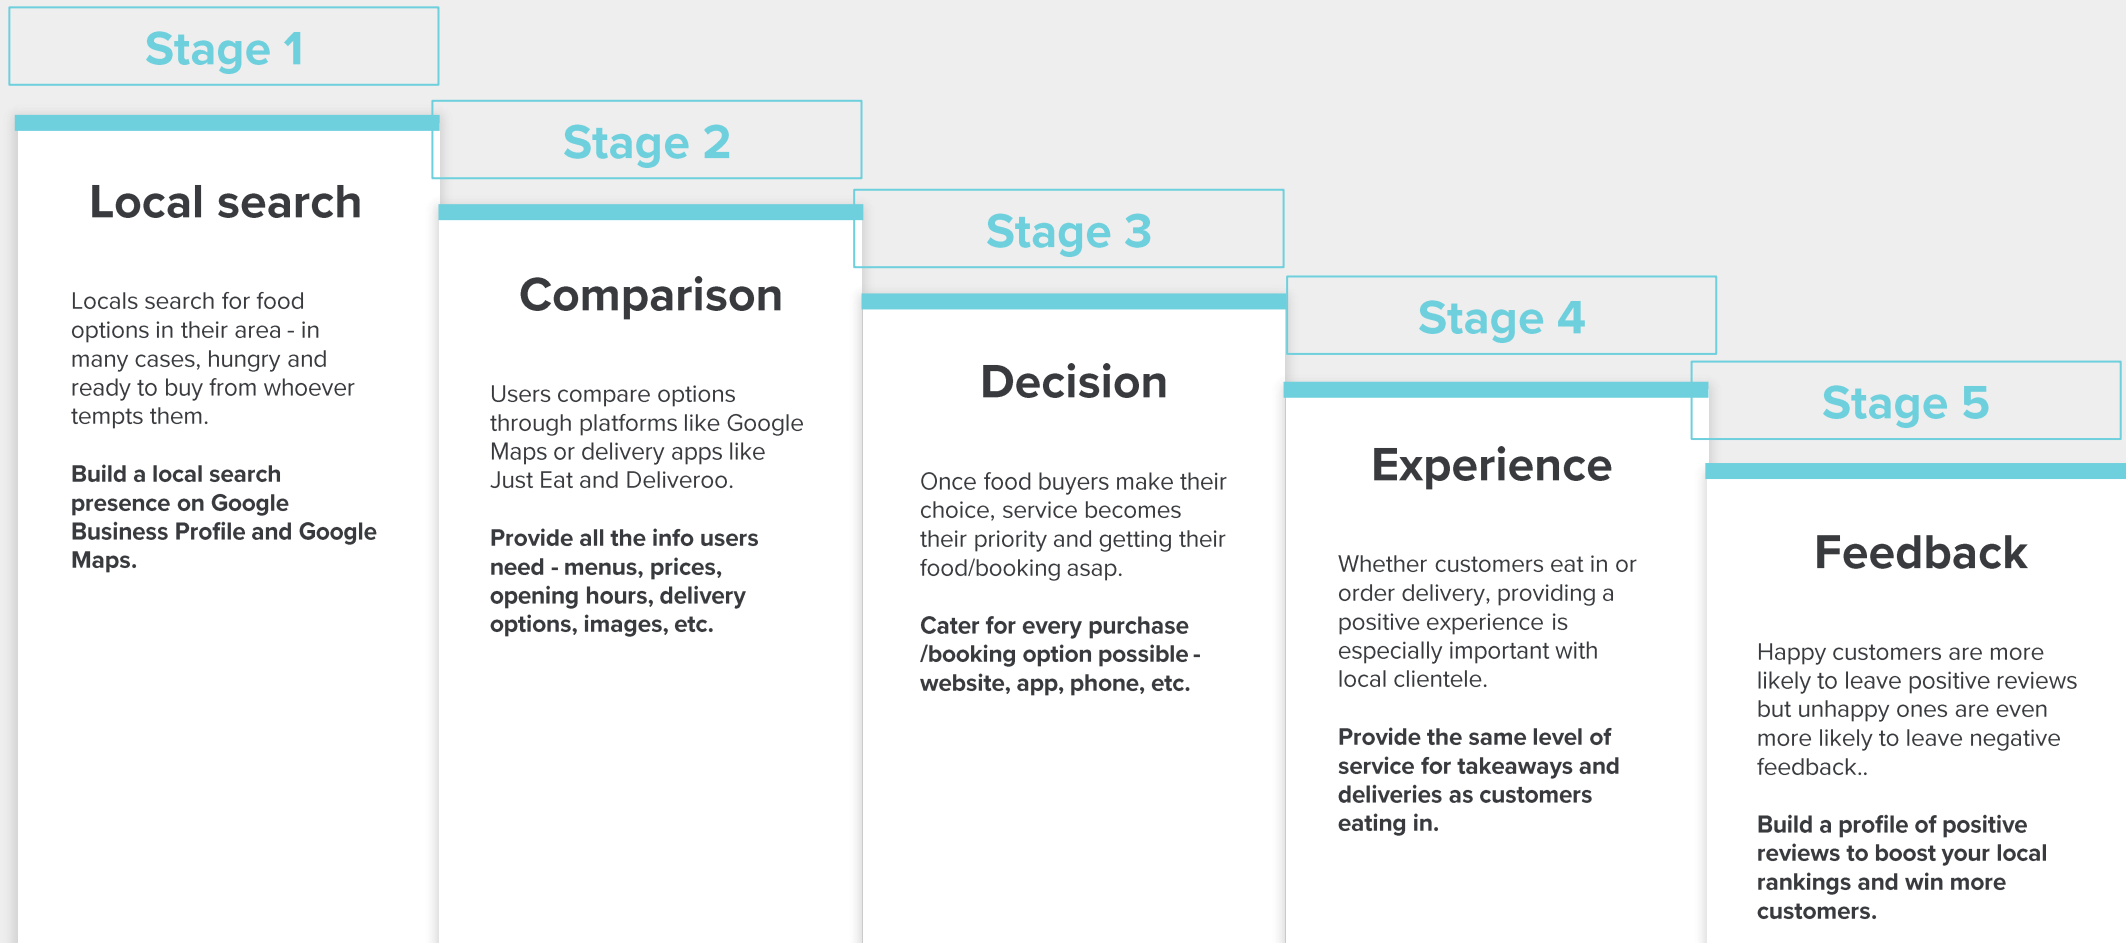 Stage 1
Local search
Locals search for food
options in their area - in
many cases, hungry and
ready to buy from whoever
tempts them.
Build a local search
presence on Google
Business Profile and Google
Maps.
Stage 2
Comparison
Users compare options
through platforms like Google
Maps or delivery apps like
Just Eat and Deliveroo.
Provide all the info users
need - menus, prices,
opening hours, delivery
options, images, etc.
Stage 3
Decision
Once food buyers make their
choice, service becomes
their priority and getting their
food/booking asap.
Cater for every purchase
/booking option possible -
website, app, phone, etc.
Stage 4
Experience
Whether customers eat in or
order delivery, providing a
positive experience is
especially important with
local clientele.
Provide the same level of
service for takeaways and
deliveries as customers
eating in.
Stage 5
Feedback
Happy customers are more
likely to leave positive reviews
but unhappy ones are even
more likely to leave negative
feedback..
Build a profile of positive
reviews to boost your local
rankings and win more
customers.